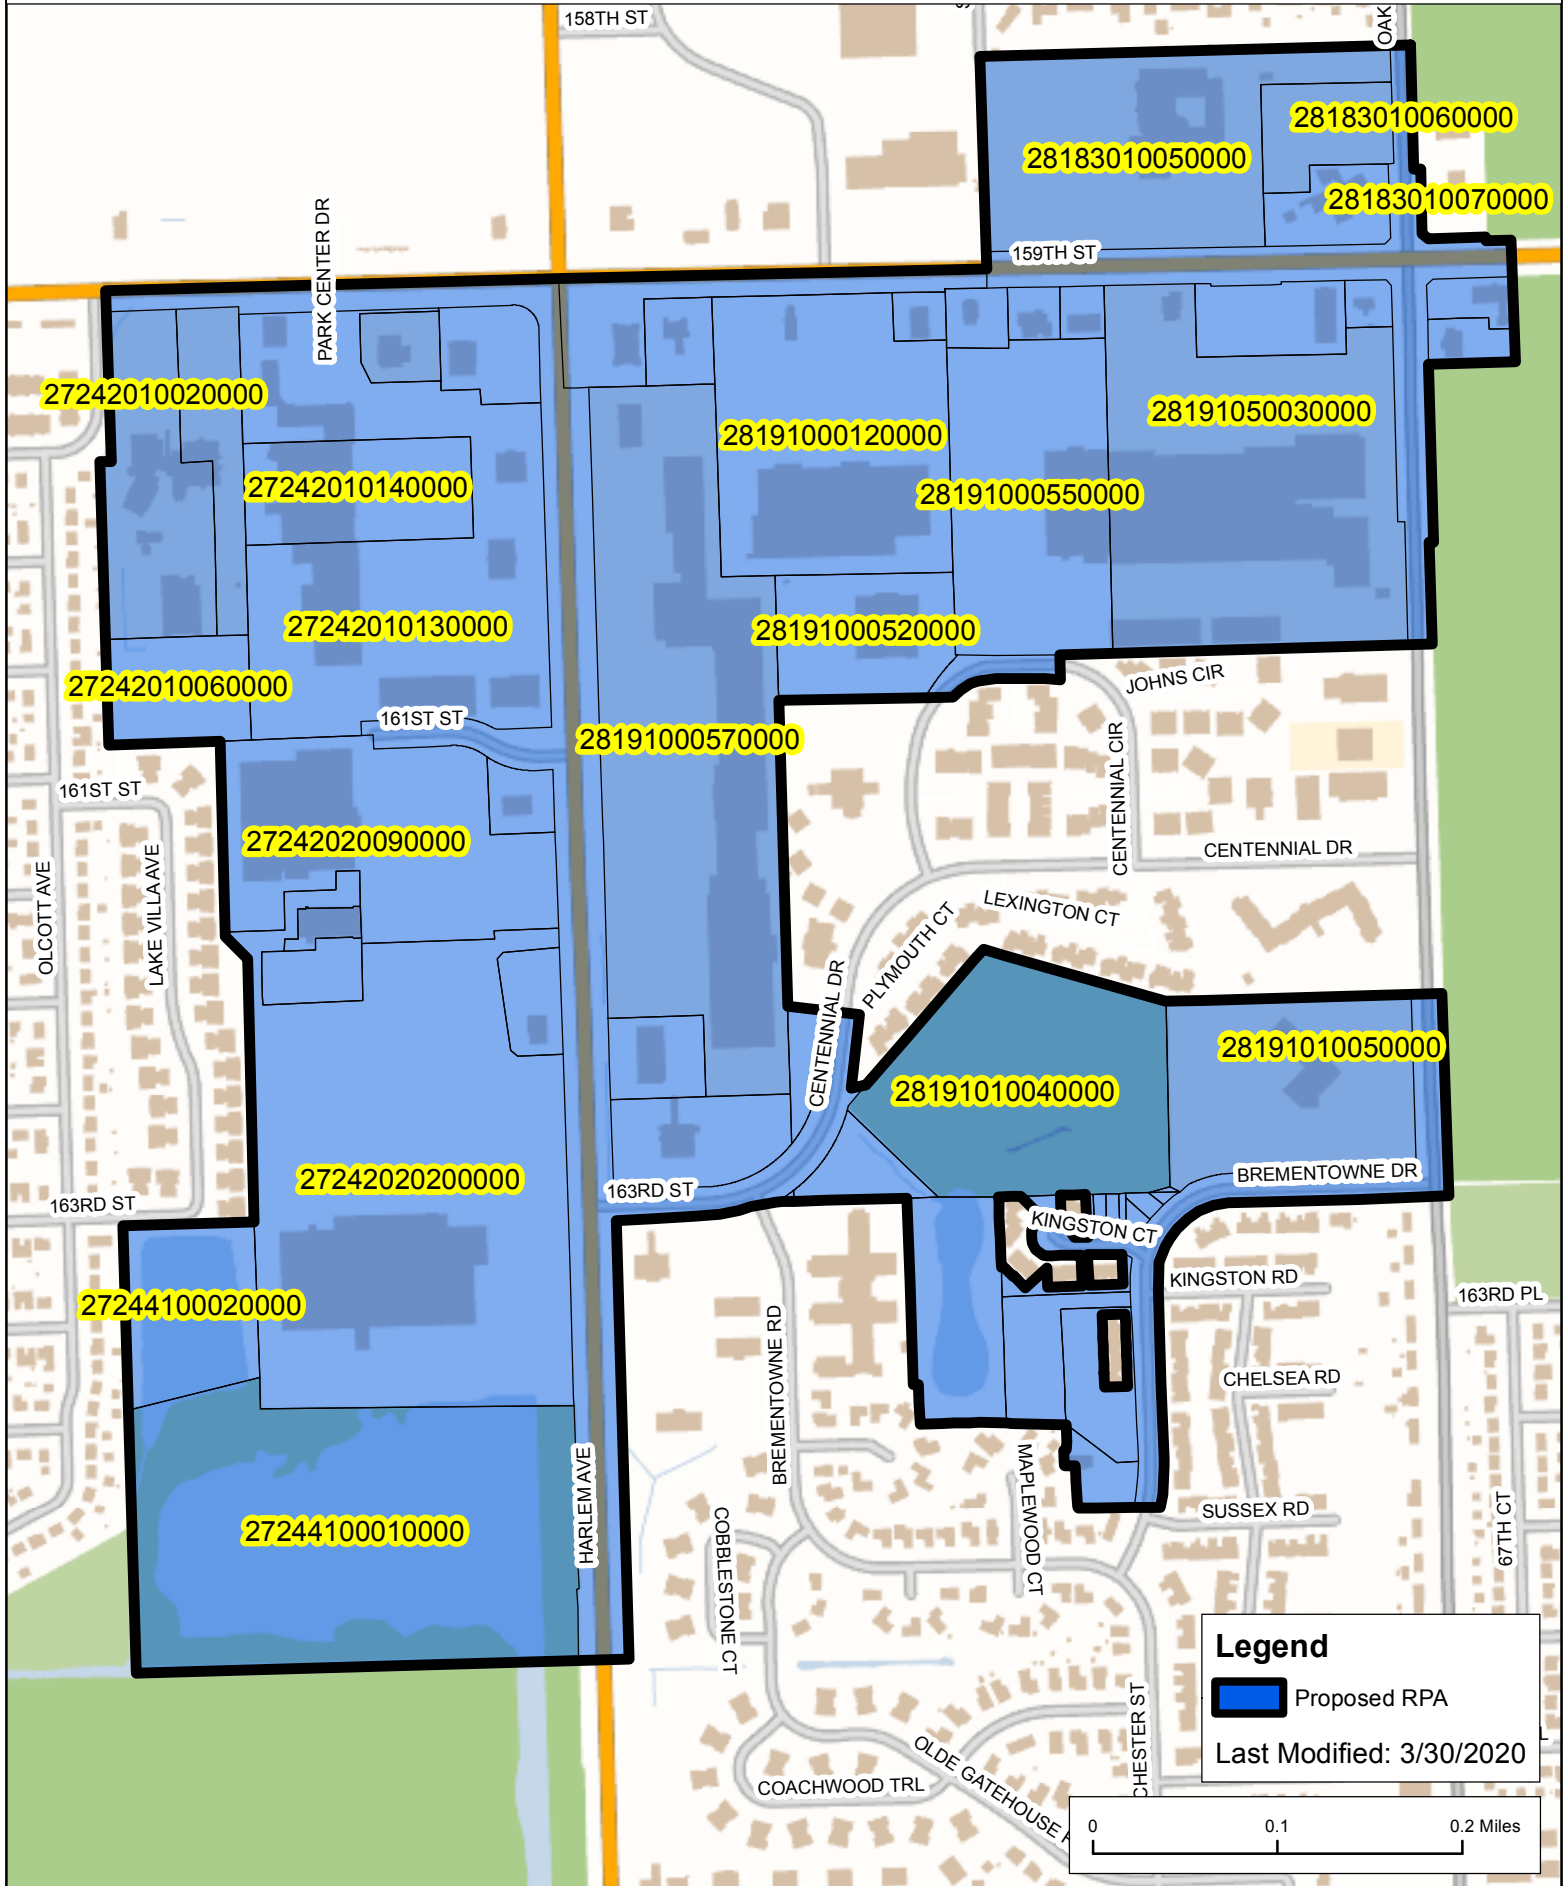 158TH ST
OAK
28183010060000
28183010050000
28183010070000
PARK CENTER DR
159TH ST
27242010020000
28191050030000
28191000120000
27242010140000
28191000550000
27242010130000
28191000520000
27242010060000
JOHNS CIR
161ST ST
28191000570000
CENTENNIAL CIR
161ST ST
27242020090000
CENTENNIAL DR
OLCOTT AVE
LAKE VILLA AVE
LEXINGTON CT
PLYMOUTH CT
CENTENNIAL DR
28191010050000
28191010040000
27242020200000
163RD ST
BREMENTOWNE DR
163RD ST
KINGSTON CT
KINGSTON RD
163RD PL
27244100020000
BREMENTOWNE RD
CHELSEA RD
HARLEM AVE
MAPLEWOOD CT
SUSSEX RD
67TH CT
27244100010000
COBBLESTONE CT
Legend
Proposed RPA
Last Modified: 3/30/2020
CHESTER ST
OLDE GATEHOUSE
COACHWOOD TRL
0 0.1 0.2 Miles